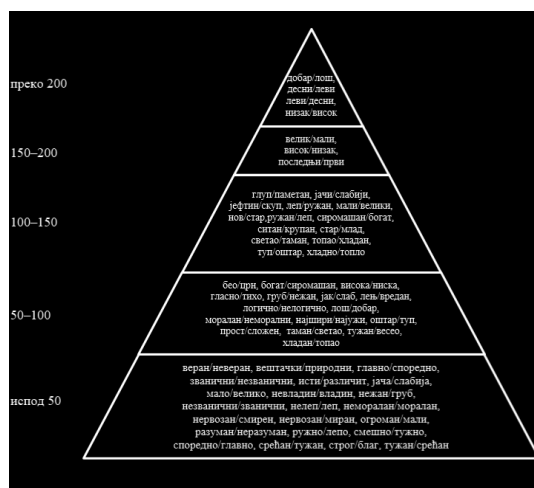 преко 200
добар/лош,
десни/леви
леви/десни,
низак/висок
150–200
велик/мали,
висок/низак,
последњи/први
100–150
глуп/паметан, јачи/слабији,
јефтин/скуп, леп/ружан, мали/велики,
нов/стар,ружан/леп, сиромашан/богат,
ситан/крупан, стар/млад,
светао/таман, топао/хладан,
туп/оштар, хладно/топло
50–100
бео/црн, богат/сиромашан, висока/ниска,
гласно/тихо, груб/нежан, јак/слаб, лењ/вредан,
логично/нелогично, лош/добар,
моралан/неморални, најшири/најужи, оштар/туп,
прост/сложен, таман/светао, тужан/весео,
хладан/топао
испод 50
веран/неверан, вештачки/природни, главно/споредно,
званични/незванични, исти/различит, јача/слабија,
мало/велико, невладин/владин, нежан/груб,
незванични/званични, нелеп/леп, неморалан/моралан,
нервозан/смирен, нервозан/миран, огроман/мали,
разуман/неразуман, ружно/лепо, смешно/тужно,
споредно/главно, срећан/тужан, строг/благ, тужан/срећан